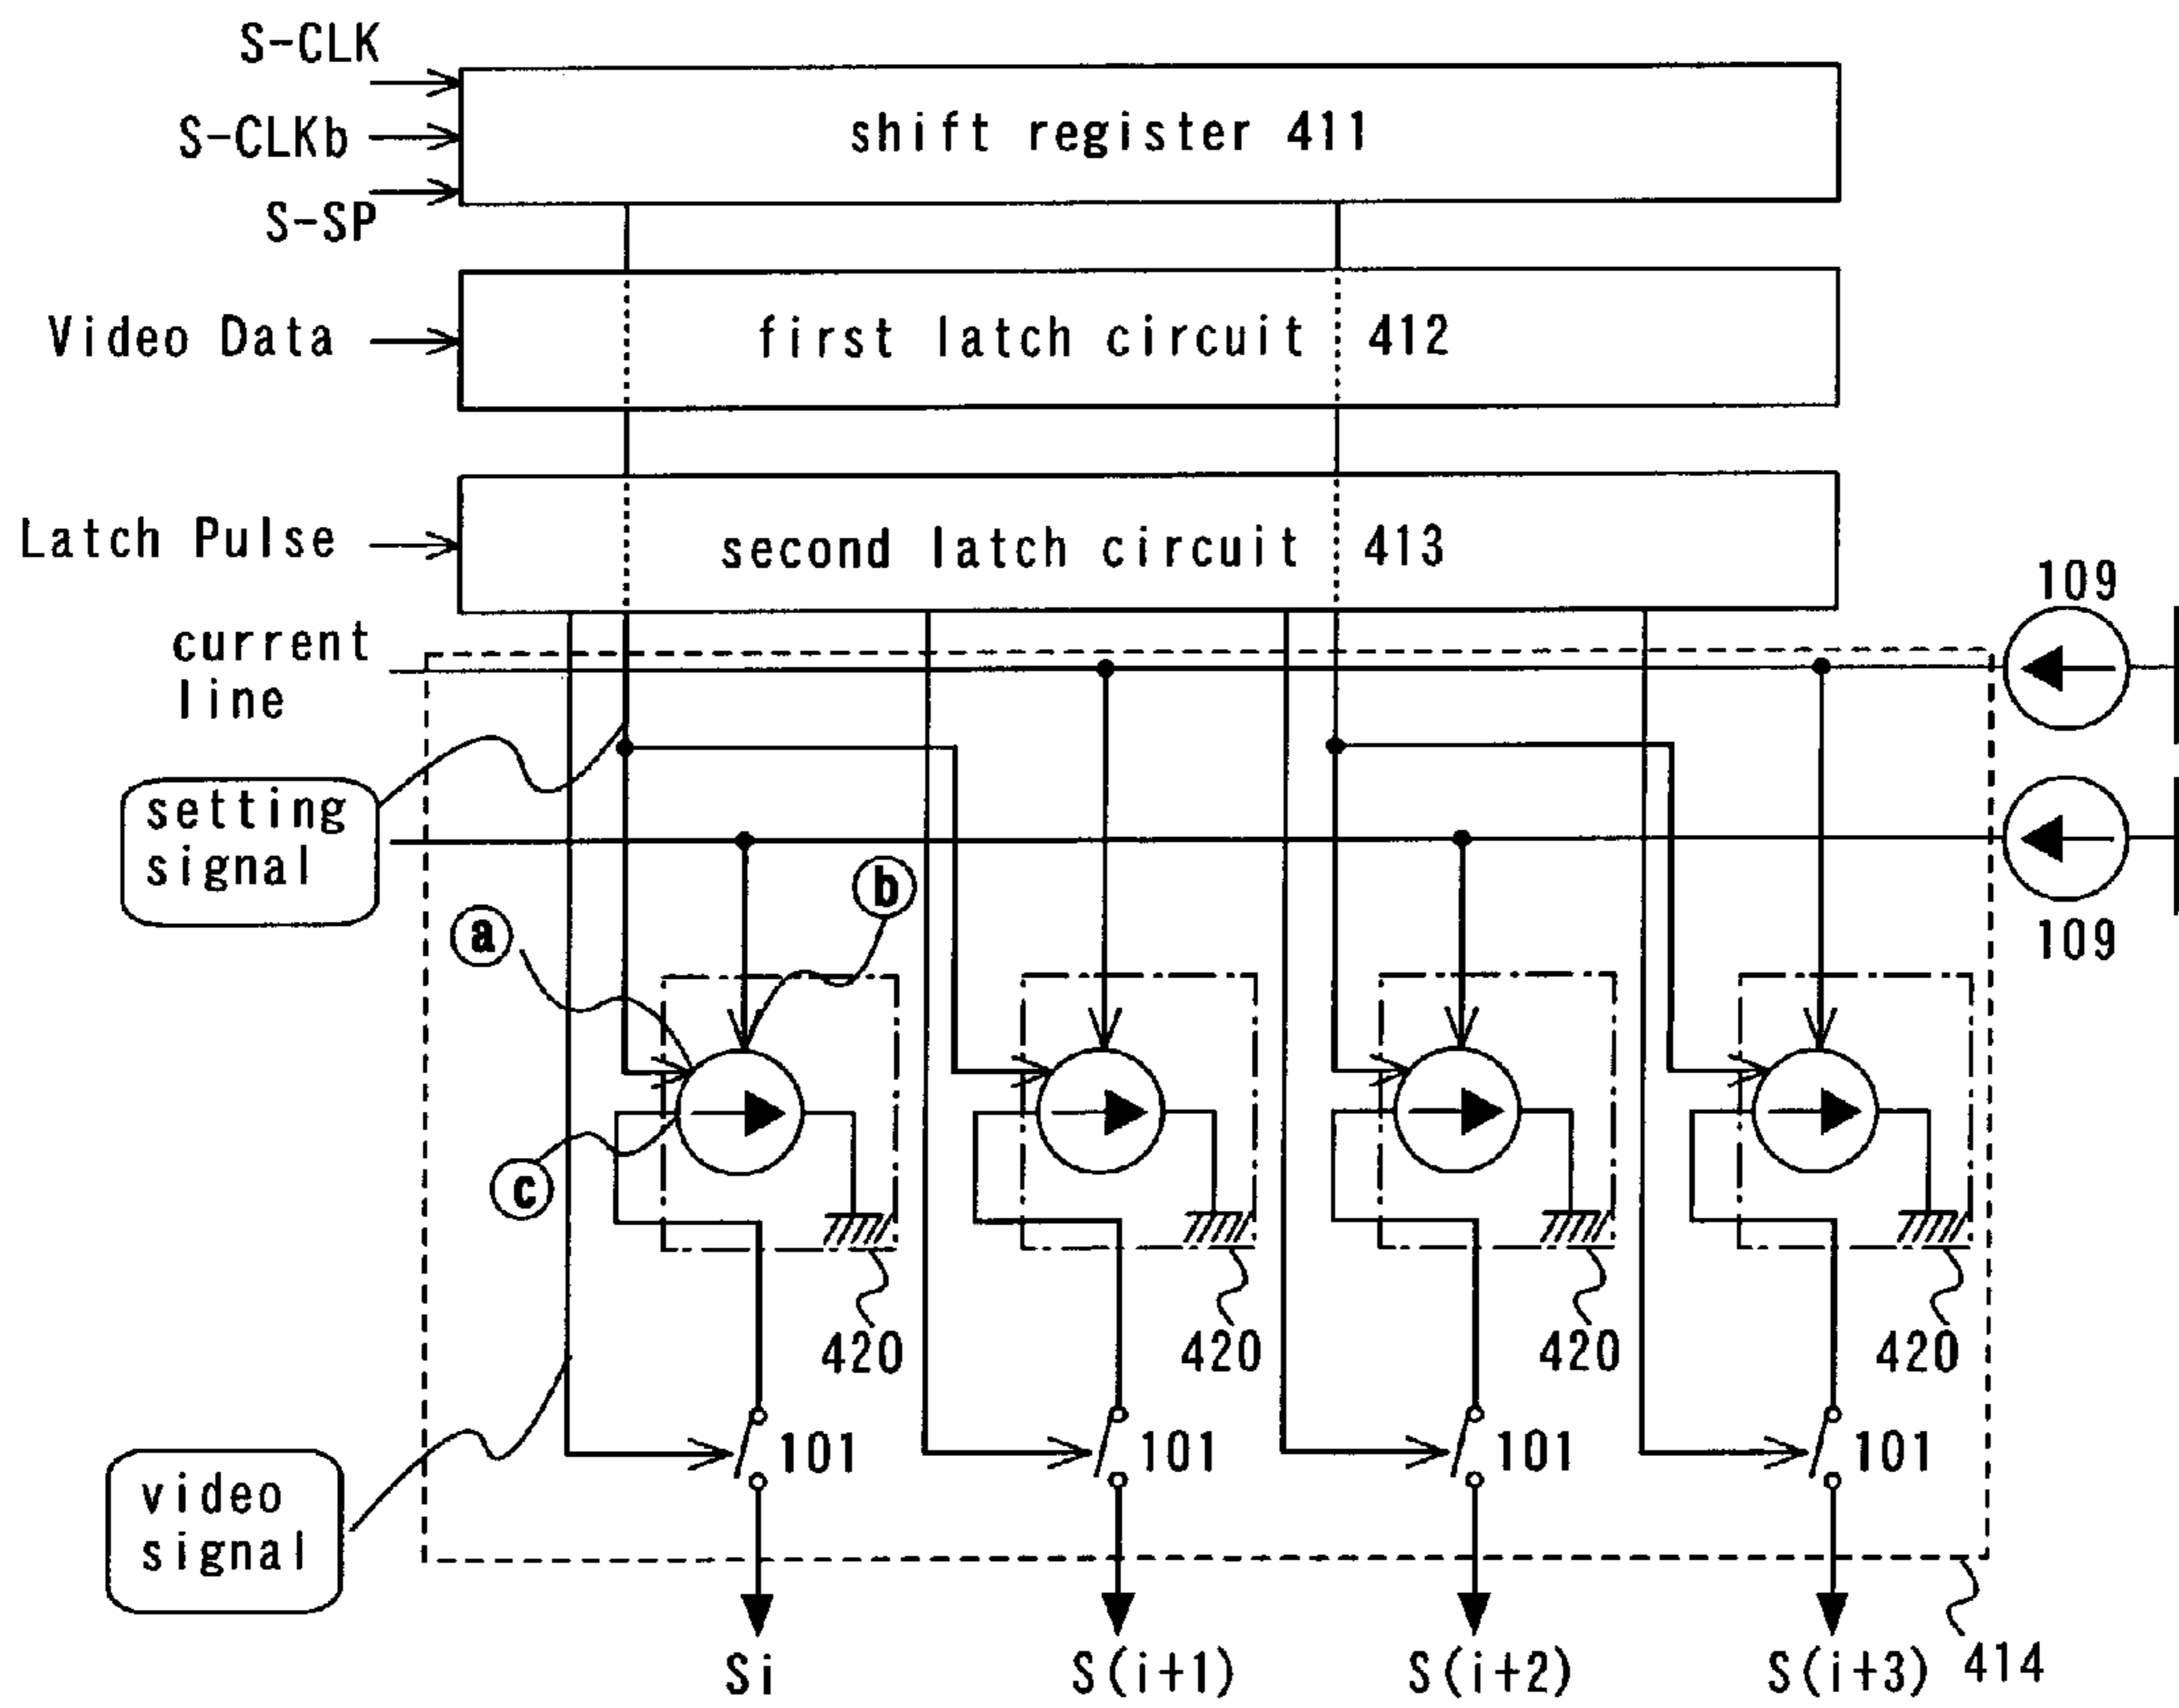 S-CLK
S-CLKb
S-SP
shift register 411
Video Data
first latch circuit 412
Latch Pulse
second latch circuit 413
109
current
line
setting
signal
109
a
b
c
420
420
420
420
101
101
101
101
video
signal
Si
S(i+1)
S(i+2)
S(i+3)
414